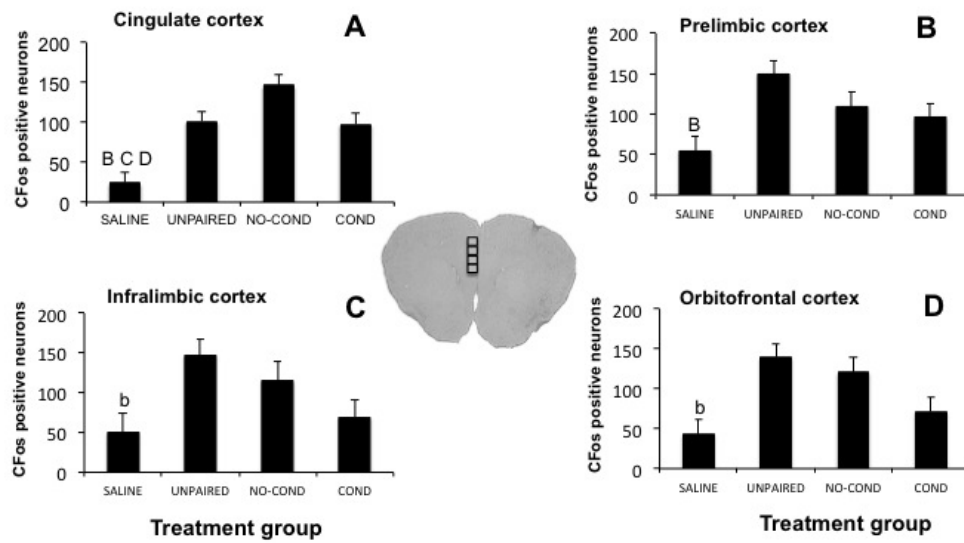 Cingulate cortex
A
CFos positive neurons
200
150
100
50
0
B C D
SALINE UNPAIRED NO-COND COND
Prelimbic cortex
B
CFos positive neurons
200
150
100
50
0
B
SALINE UNPAIRED NO-COND COND
Infralimbic cortex
C
CFos positive neurons
200
150
100
50
0
b
SALINE UNPAIRED NO-COND COND
Treatment group
Orbitofrontal cortex
D
CFos positive neurons
200
150
100
50
0
b
SALINE UNPAIRED NO-COND COND
Treatment group